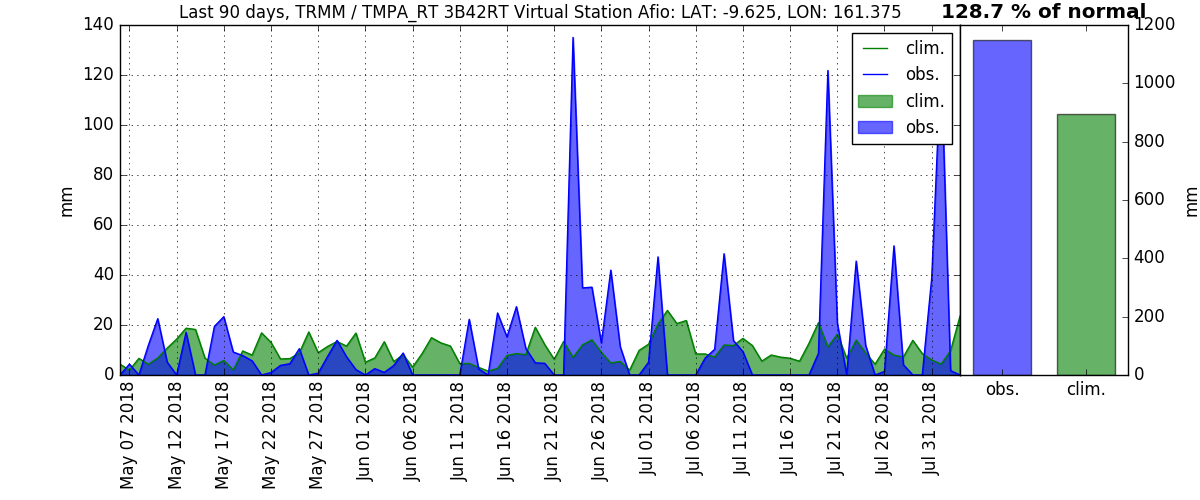 Last 90 days, TRMM / TMPA_RT 3B42RT Virtual Station Afio: LAT: -9.625, LON: 161.375
128.7 % of normal
140
120
100
80
60
40
20
0
mm
clim.
obs.
clim.
obs.
1200
1000
800
600
400
200
0
mm
May 07 2018
May 12 2018
May 17 2018
May 22 2018
May 27 2018
Jun 01 2018
Jun 06 2018
Jun 11 2018
Jun 16 2018
Jun 21 2018
Jun 26 2018
Jul 01 2018
Jul 06 2018
Jul 11 2018
Jul 16 2018
Jul 21 2018
Jul 26 2018
Jul 31 2018
obs.
clim.